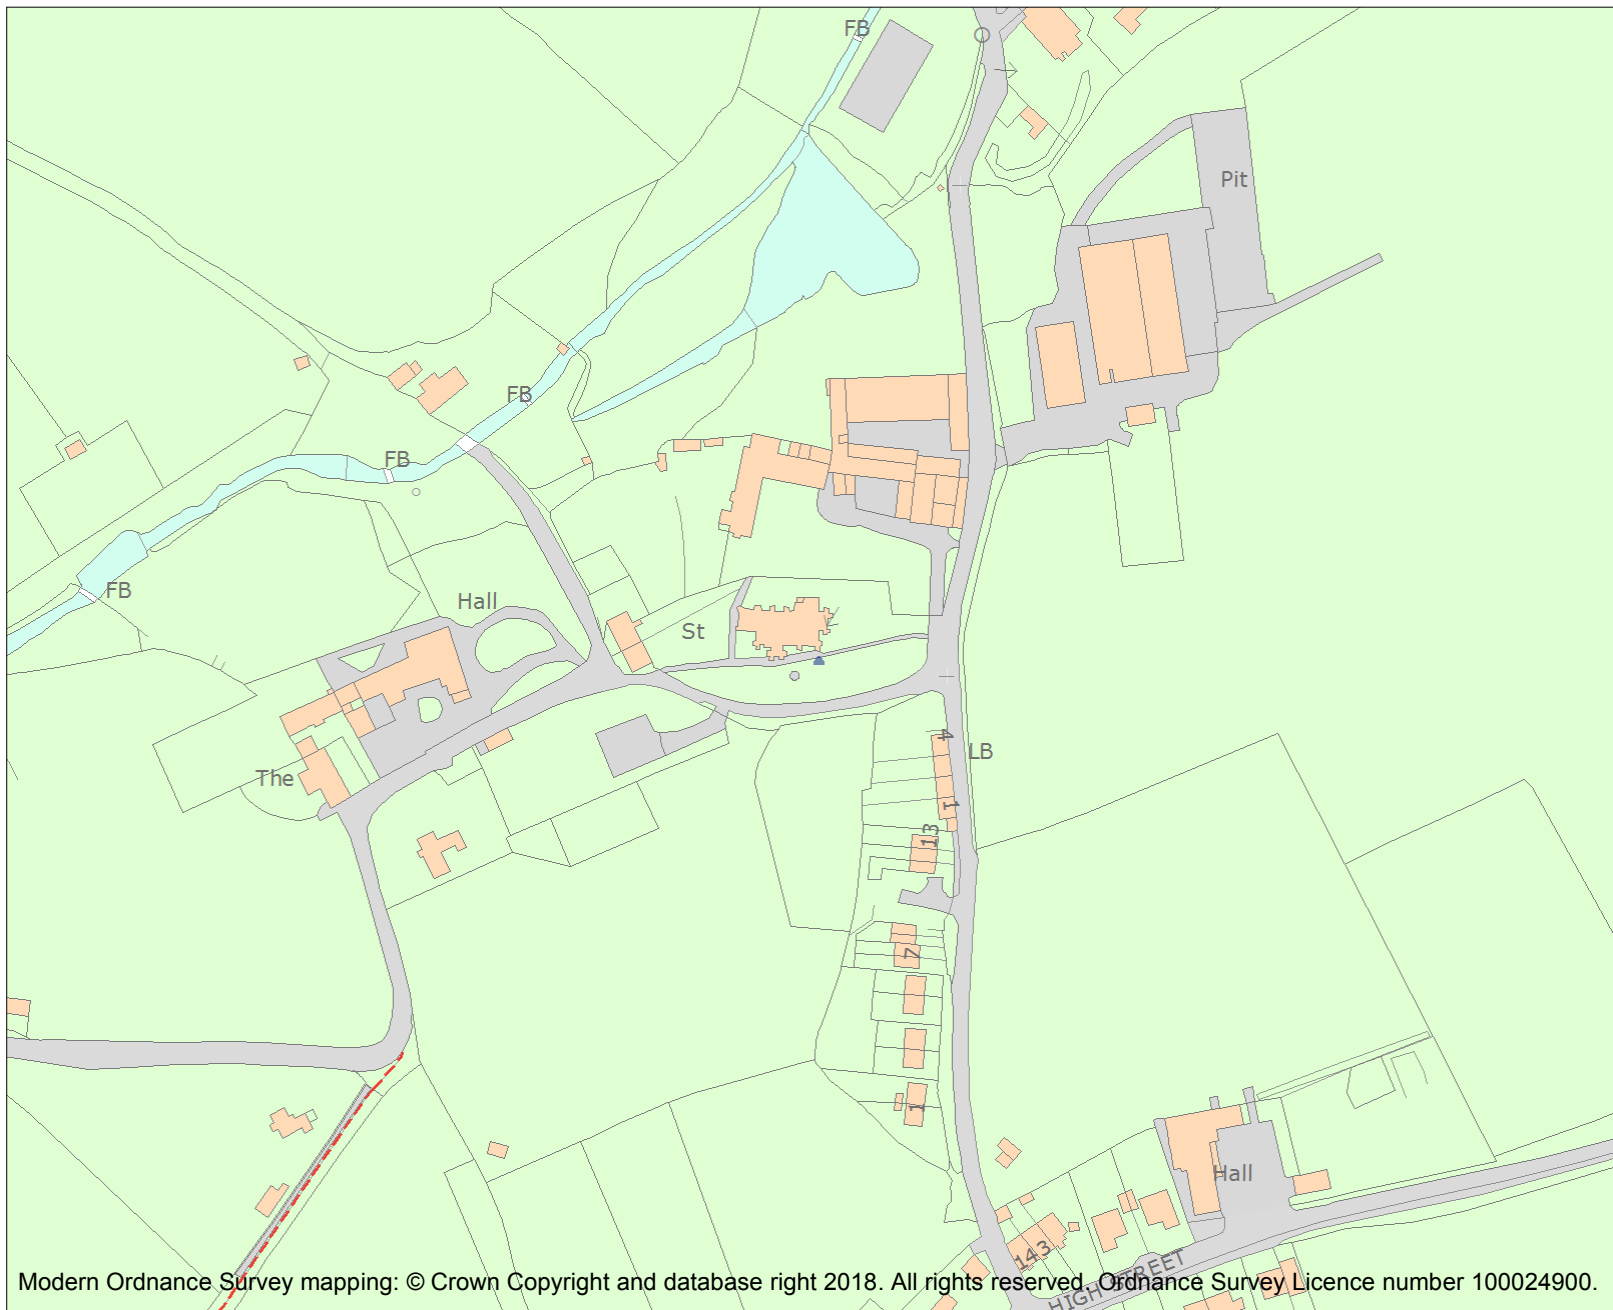 FB
Pit
FB
FB
FB
Hall
St
The
4
LB
1
13
7
1
Hall
143
HIGH STREET
Modern Ordnance Survey mapping: © Crown Copyright and database right 2018. All rights reserved. Ordnance Survey Licence number 100024900.